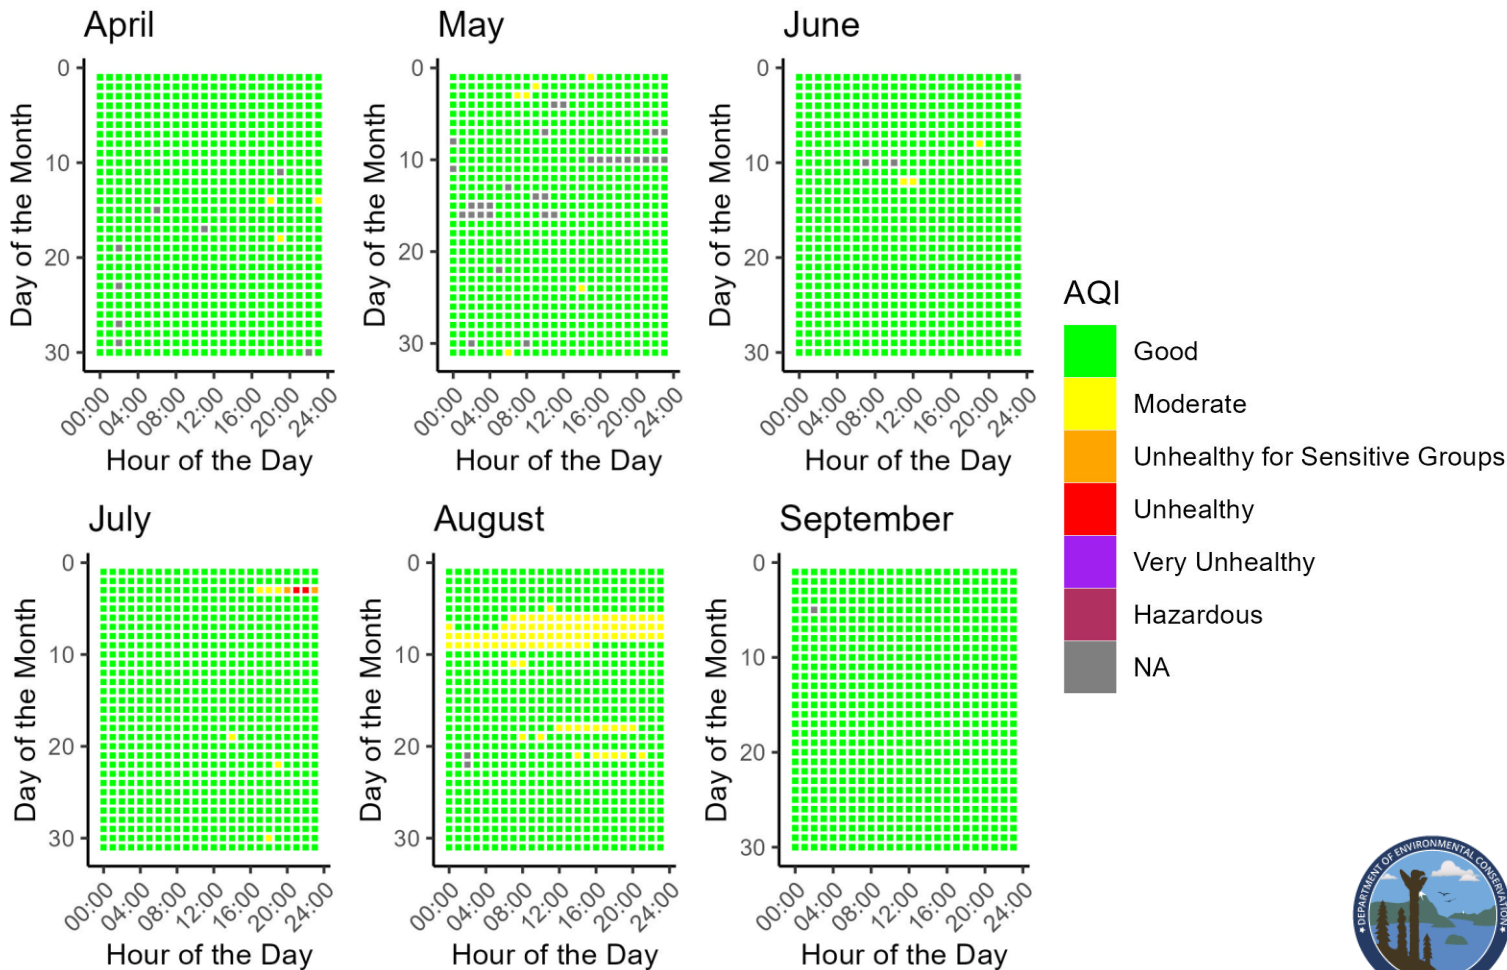 April
May
June
0
10
20
30
Day of the Month
00:00
04:00
08:00
12:00
16:00
20:00
24:00
Hour of the Day
0
10
20
30
Day of the Month
00:00
04:00
08:00
12:00
16:00
20:00
24:00
Hour of the Day
0
10
20
30
Day of the Month
00:00
04:00
08:00
12:00
16:00
20:00
24:00
Hour of the Day
AQI
Good
Moderate
Unhealthy for Sensitive Groups
Unhealthy
Very Unhealthy
Hazardous
NA
July
August
September
0
10
20
30
Day of the Month
00:00
04:00
08:00
12:00
16:00
20:00
24:00
Hour of the Day
0
10
20
30
Day of the Month
00:00
04:00
08:00
12:00
16:00
20:00
24:00
Hour of the Day
0
10
20
30
Day of the Month
00:00
04:00
08:00
12:00
16:00
20:00
24:00
Hour of the Day
DEPARTMENT OF ENVIRONMENTAL CONSERVATION